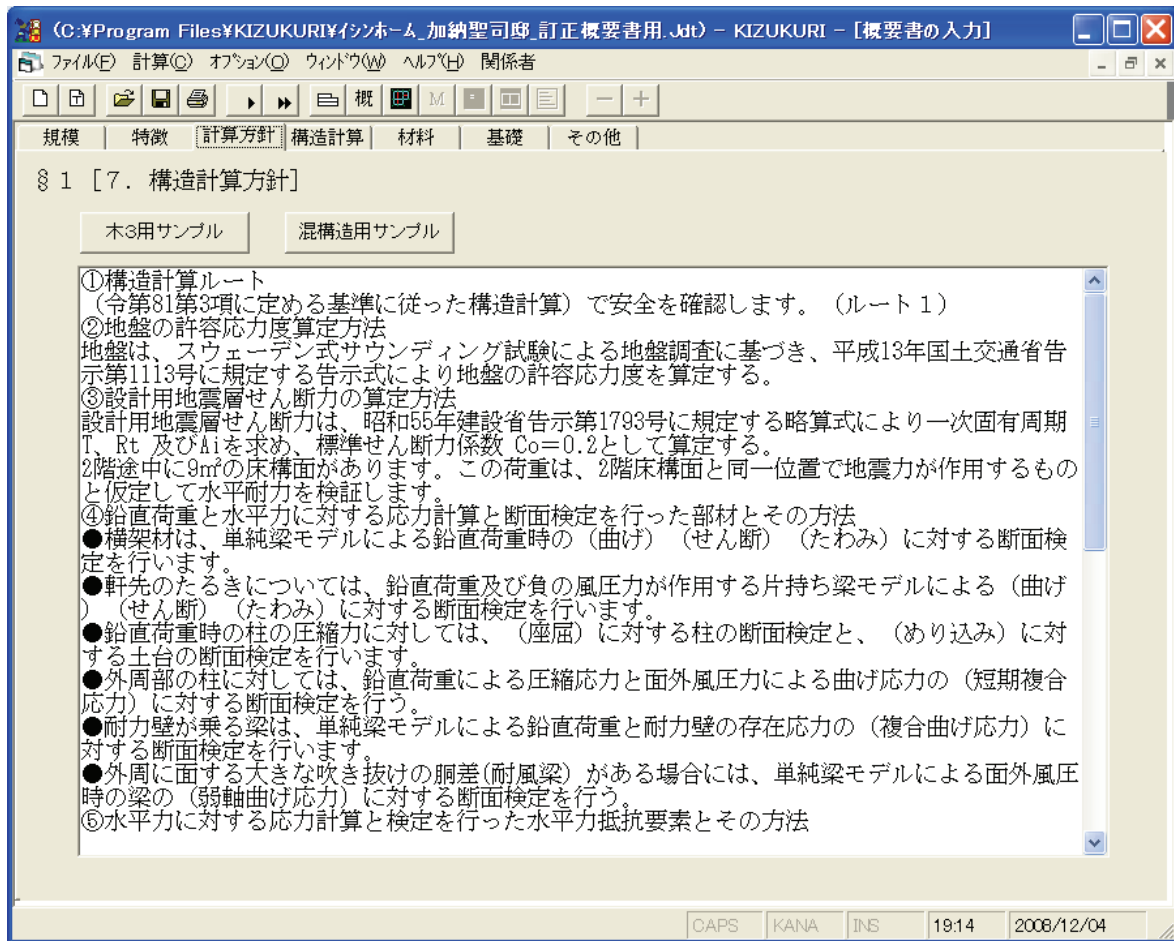 (C:¥Program Files¥KIZUKURI¥ｲｼﾝﾎｰﾑ_加納聖司邸_訂正概要書用.Jdt) - KIZUKURI - [概要書の入力]
ﾌｧｲﾙ(F) 計算(C) ｵﾌﾟｼｮﾝ(O) ｳｨﾝﾄﾞｳ(W) ﾍﾙﾌﾟ(H) 関係者
概 M
規模 特徴 計算方針 構造計算 材料 基礎 その他
§1 [7. 構造計算方針]
木3用サンプル 混構造用サンプル
①構造計算ルート
（令第81第3項に定める基準に従った構造計算）で安全を確認します。（ルート１）
②地盤の許容応力度算定方法
地盤は、スウェーデン式サウンディング試験による地盤調査に基づき、平成13年国土交通省告
示第1113号に規定する告示式により地盤の許容応力度を算定する。
③設計用地震層せん断力の算定方法
設計用地震層せん断力は、昭和55年建設省告示第1793号に規定する略算式により一次固有周期
T、Rt 及びAiを求め、標準せん断力係数 Co＝0.2として算定する。
2階途中に9㎡の床構面があります。この荷重は、2階床構面と同一位置で地震力が作用するもの
と仮定して水平耐力を検証します。
④鉛直荷重と水平力に対する応力計算と断面検定を行った部材とその方法
●横架材は、単純梁モデルによる鉛直荷重時の（曲げ）（せん断）（たわみ）に対する断面検
定を行います。
●軒先のたるきについては、鉛直荷重及び負の風圧力が作用する片持ち梁モデルによる（曲げ
）（せん断）（たわみ）に対する断面検定を行います。
●鉛直荷重時の柱の圧縮力に対しては、（座屈）に対する柱の断面検定と、（めり込み）に対
する土台の断面検定を行います。
●外周部の柱に対しては、鉛直荷重による圧縮応力と面外風圧力による曲げ応力の（短期複合
応力）に対する断面検定を行う。
●耐力壁が乗る梁は、単純梁モデルによる鉛直荷重と耐力壁の存在応力の（複合曲げ応力）に
対する断面検定を行います。
●外周に面する大きな吹き抜けの胴差(耐風梁）がある場合には、単純梁モデルによる面外風圧
時の梁の（弱軸曲げ応力）に対する断面検定を行う。
⑤水平力に対する応力計算と検定を行った水平力抵抗要素とその方法
CAPS KANA INS 19:14 2008/12/04